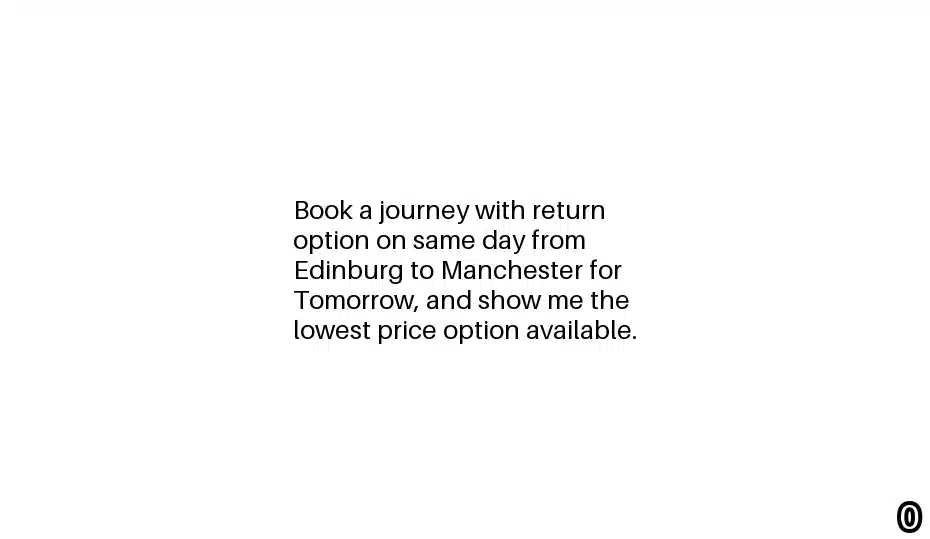 Book a journey with return
option on same day from
Edinburg to Manchester for
Tomorrow, and show me the
lowest price option available.
0